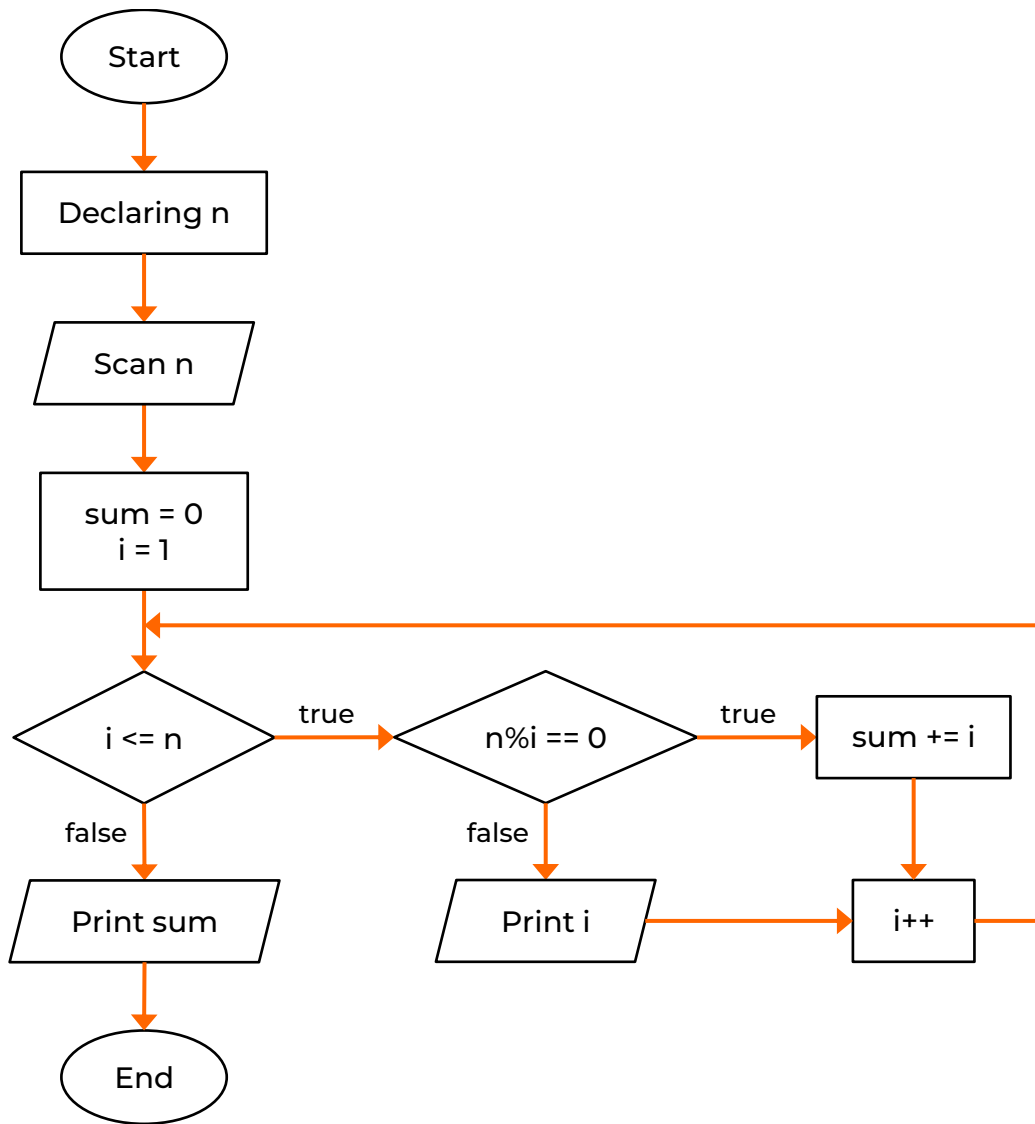 Start
Declaring n
Scan n
sum = 0
i = 1
i <= n
true
n%i == 0
true
sum += i
false
false
Print sum
Print i
i++
End